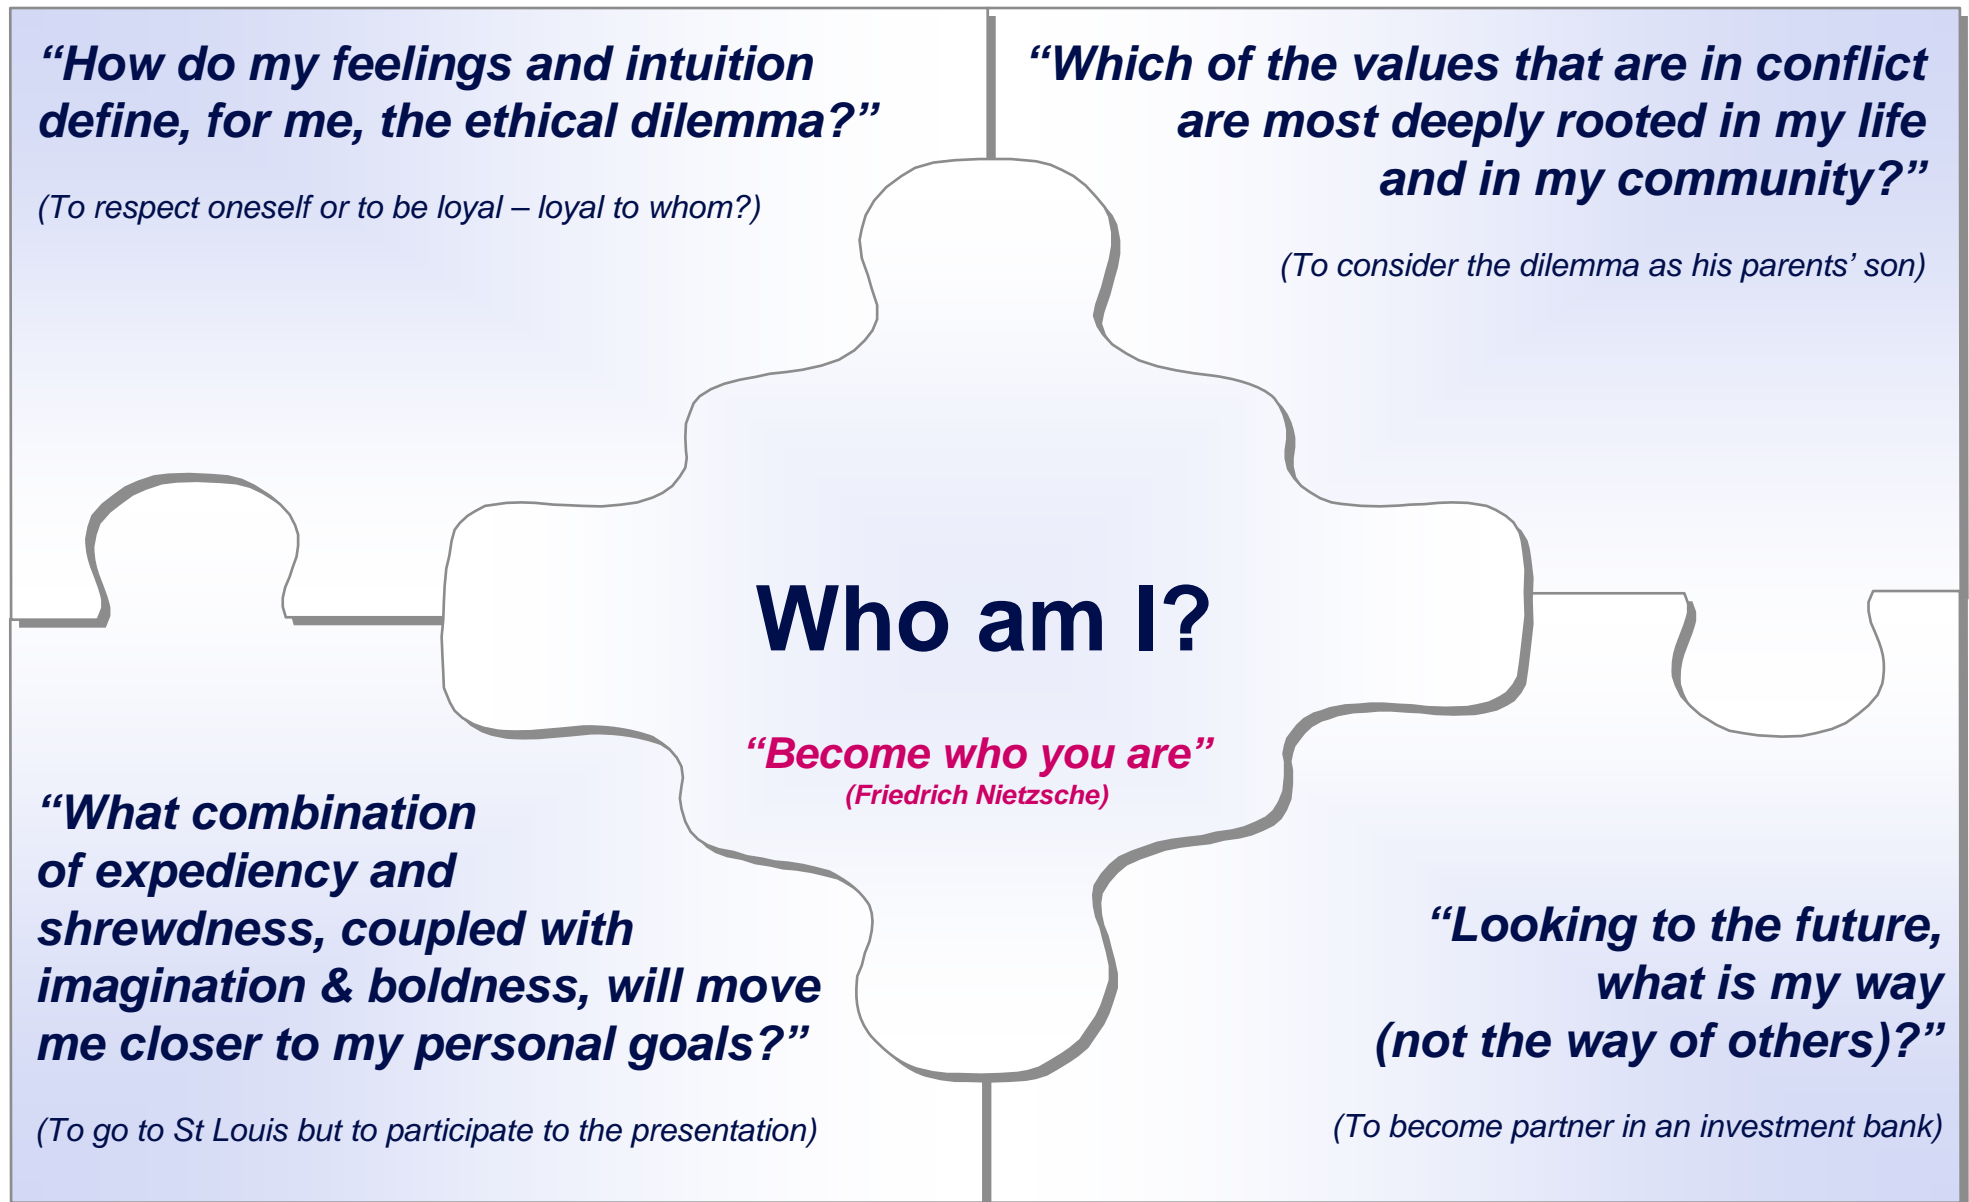 “How do my feelings and intuition
define, for me, the ethical dilemma?”
(To respect oneself or to be loyal – loyal to whom?)
“Which of the values that are in conflict
are most deeply rooted in my life
and in my community?”
(To consider the dilemma as his parents’ son)
Who am I?
“Become who you are”
(Friedrich Nietzsche)
“What combination
of expediency and
shrewdness, coupled with
imagination & boldness, will move
me closer to my personal goals?”
(To go to St Louis but to participate to the presentation)
“Looking to the future,
what is my way
(not the way of others)?”
(To become partner in an investment bank)